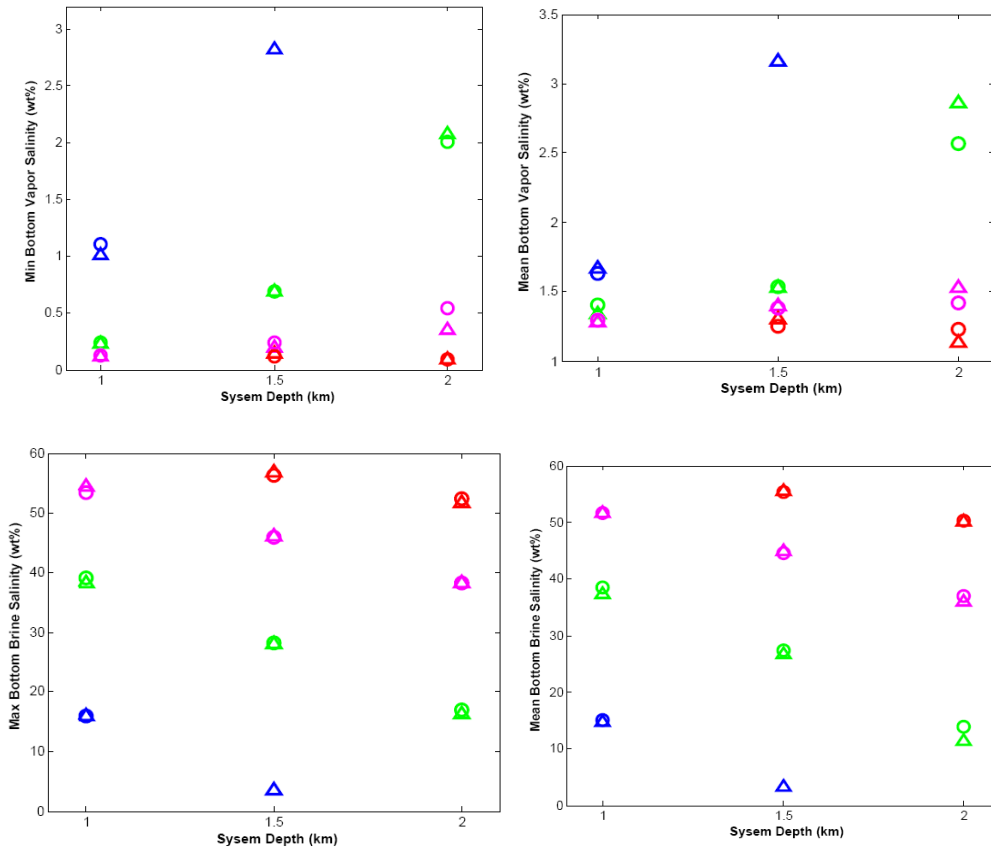 3
2.5
2
1.5
1
0.5
0
Min Bottom Vapor Salinity (wt%)
1 1.5 2
Sysem Depth (km)
3.5
3
2.5
2
1.5
1
Mean Bottom Vapor Salinity (wt%)
1 1.5 2
Sysem Depth (km)
60
50
40
30
20
10
0
Max Bottom Brine Salinity (wt%)
1 1.5 2
Sysem Depth (km)
60
50
40
30
20
10
0
Mean Bottom Brine Salinity (wt%)
1 1.5 2
Sysem Depth (km)